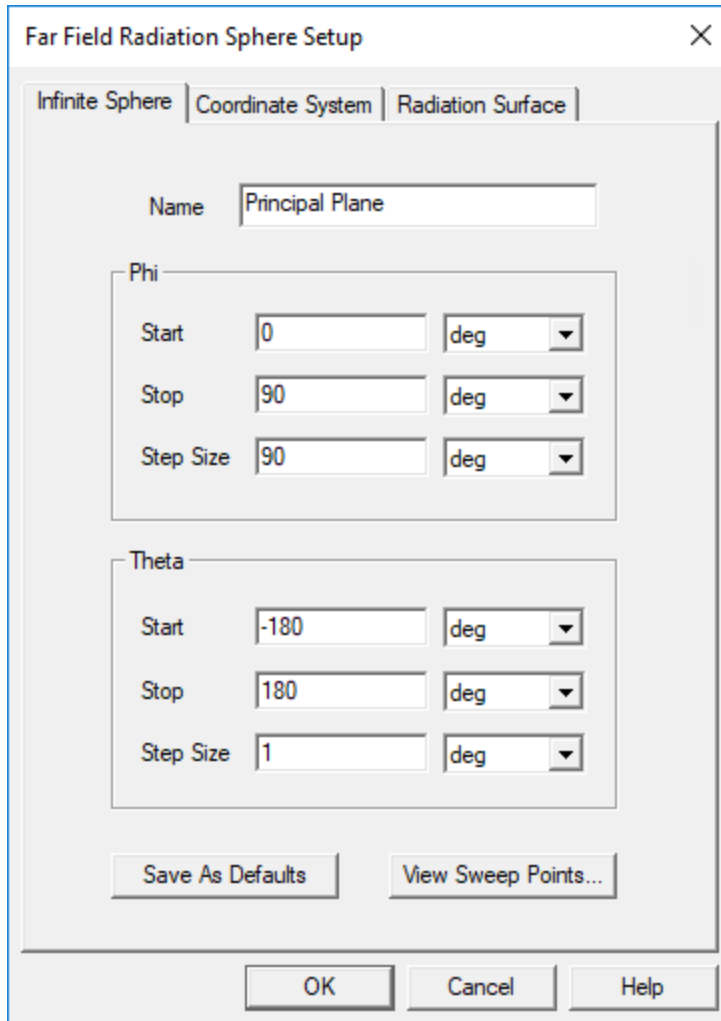 Far Field Radiation Sphere Setup
Infinite Sphere Coordinate System Radiation Surface
Name Principal Plane
Phi
Start 0 deg
Stop 90 deg
Step Size 90 deg
Theta
Start -180 deg
Stop 180 deg
Step Size 1 deg
Save As Defaults View Sweep Points...
OK Cancel Help